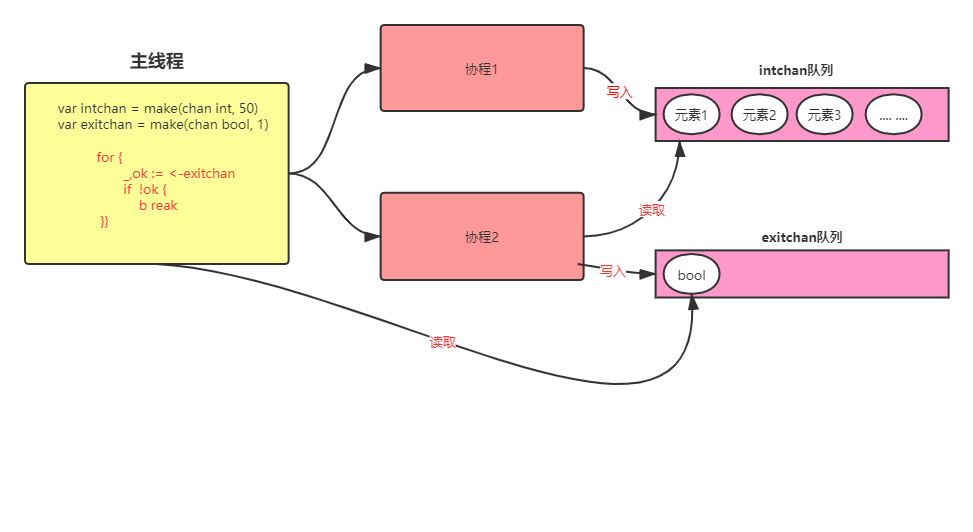 主线程
var intchan = make(chan int, 50)
var exitchan = make(chan bool, 1)
for {
_,ok := <-exitchan
if !ok {
b reak
}}
协程1
协程2
写入
读取
写入
读取
intchan队列
元素1
元素2
元素3
.... ....
exitchan队列
bool